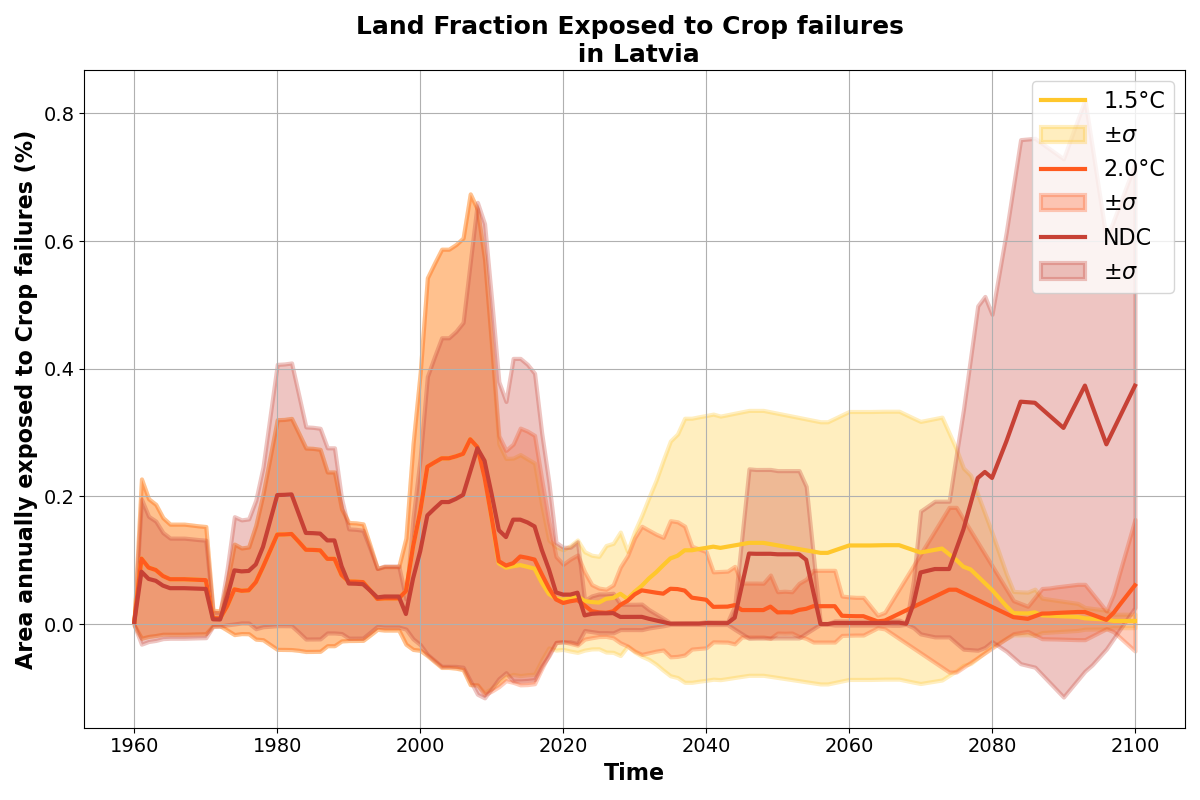 Land Fraction Exposed to Crop failures
in Latvia
Area annually exposed to Crop failures (%)
0.8
0.6
0.4
0.2
0.0
1960
1980
2000
2020
2040
2060
2080
2100
Time
1.5°C
±σ
2.0°C
±σ
NDC
±σ